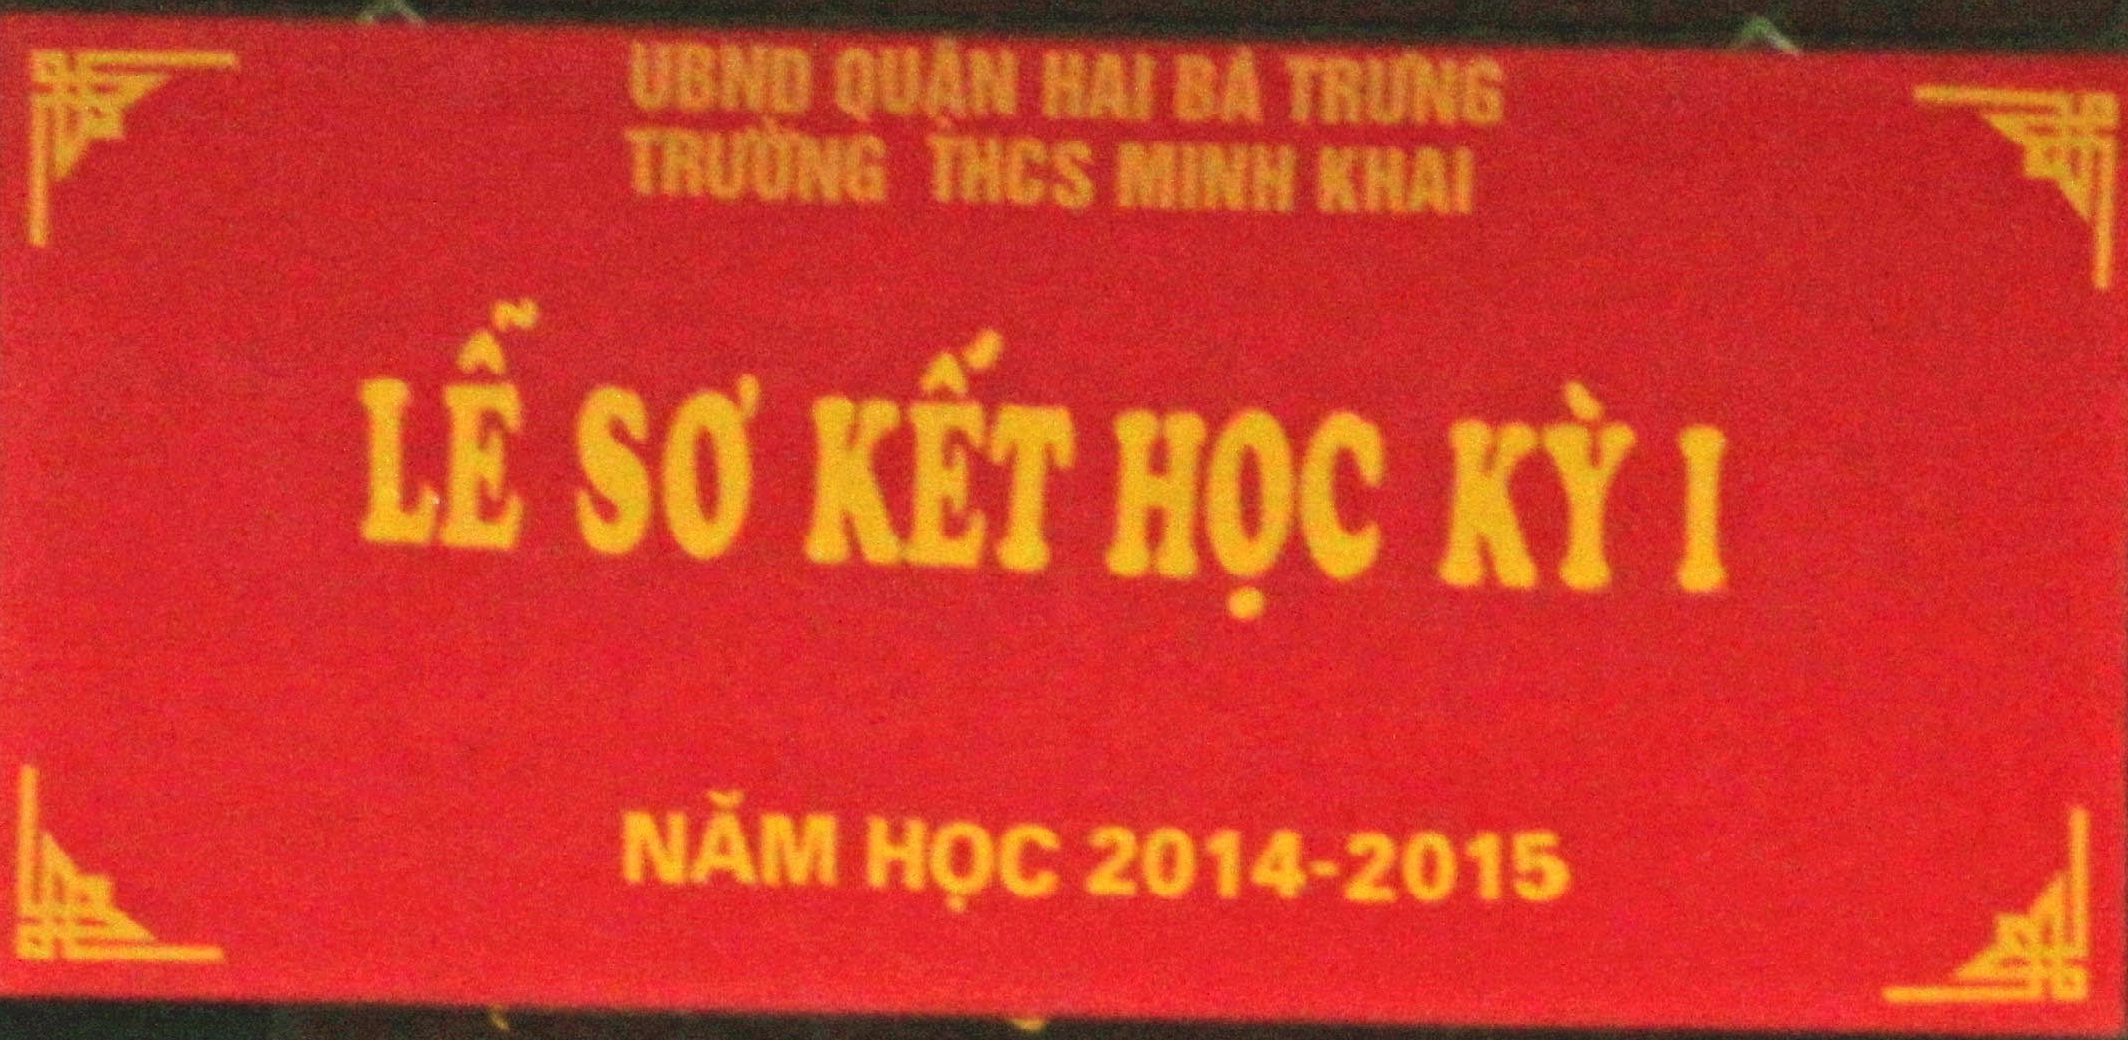 UBND QUẬN HAI BÀ TRƯNG
TRƯỜNG THCS MINH KHAI
LỄ SƠ KẾT HỌC KỲ I
NĂM HỌC 2014-2015